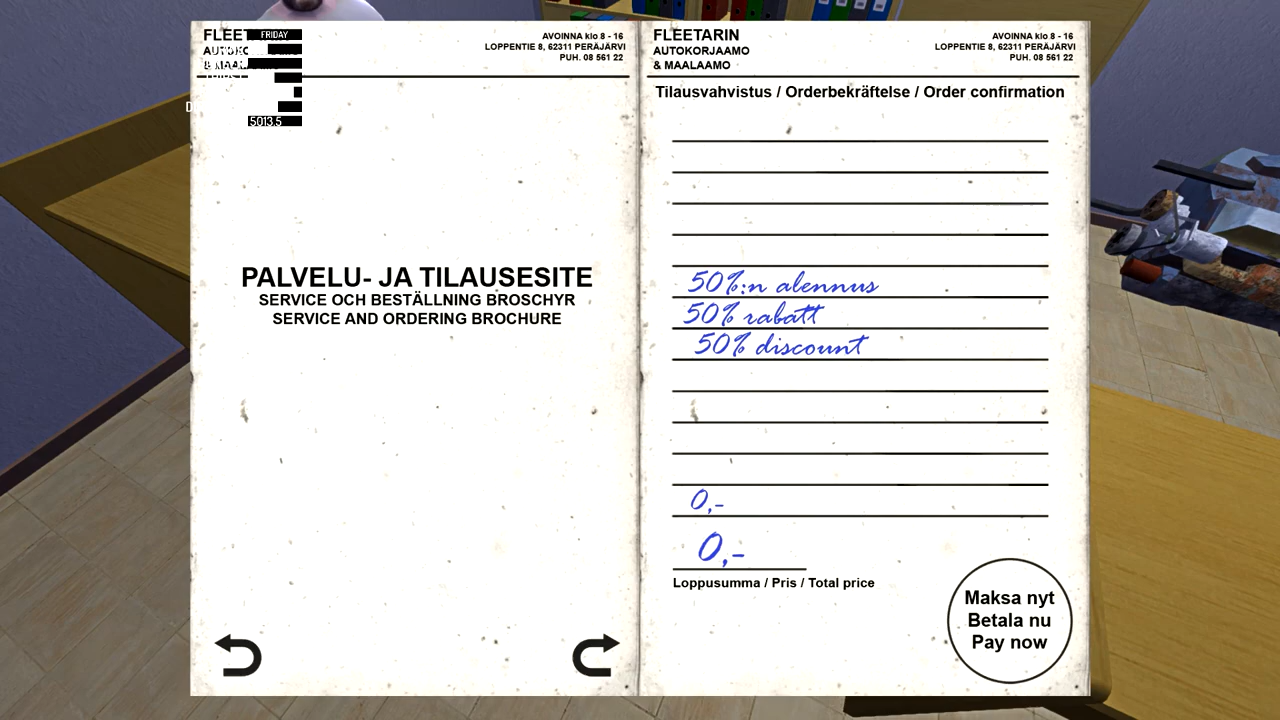 FRIDAY
5013.5
FLEETARIN
& MAALAAMO
AVOINNA klo 8 - 16
LOPPENTIE 8, 62311 PERÄJÄRVI
PUH. 08 561 22
PALVELU- JA TILAUSESITE
SERVICE OCH BESTÄLLNING BROSCHYR
SERVICE AND ORDERING BROCHURE
FLEETARIN
AUTOKORJAAMO
& MAALAAMO
AVOINNA klo 8 - 16
LOPPENTIE 8, 62311 PERÄJÄRVI
PUH. 08 561 22
Tilausvahvistus / Orderbekräftelse / Order confirmation
50%:n alennus
50% rabatt
50% discount
0,-
0,-
Loppusumma / Pris / Total price
Maksa nyt
Betala nu
Pay now